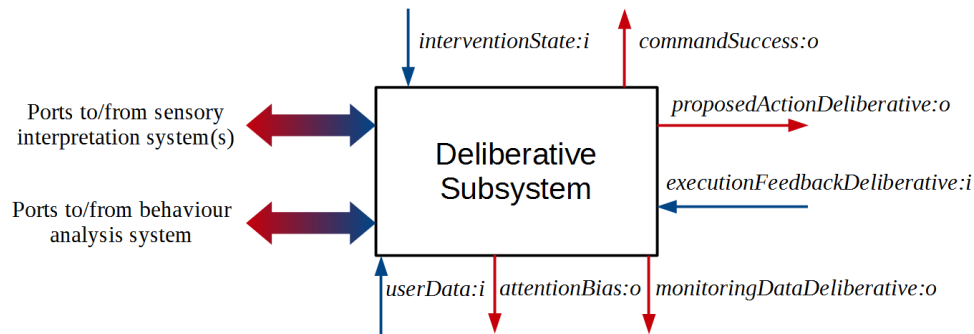 interventionState:i
commandSuccess:o
Ports to/from sensory
interpretation system(s)
proposedActionDeliberative:o
Deliberative
Subsystem
executionFeedbackDeliberative:i
Ports to/from behaviour
analysis system
userData:i
attentionBias:o
monitoringDataDeliberative:o